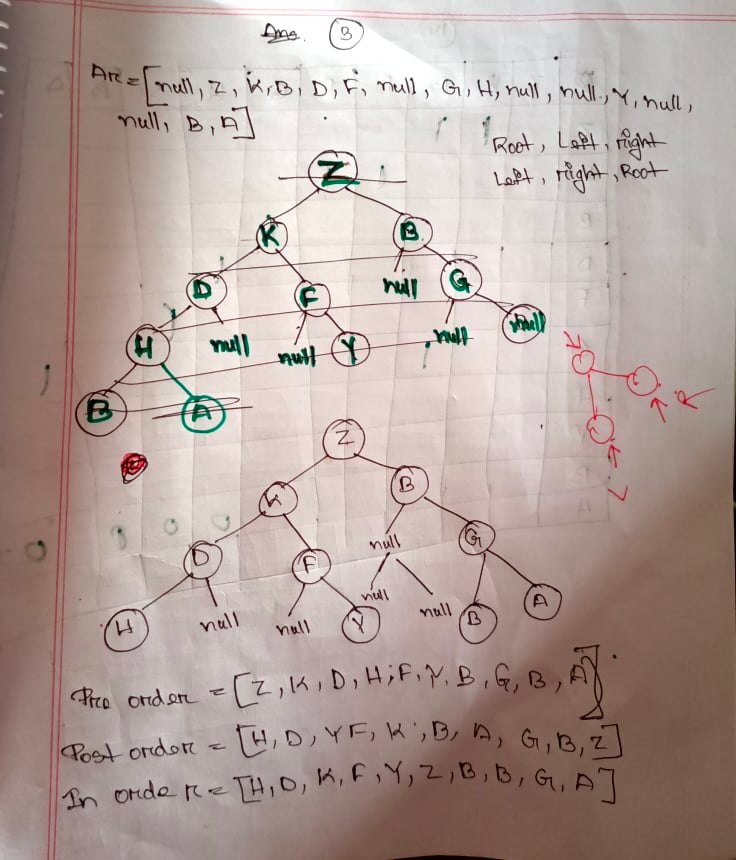 Ans. 3
Arr = [null, Z, K, B, D, F, null, G, H, null, null, Y, null,
null, B, A]
Root, Left, right
Left, right, Root
Z
K B
D F null G
H null null Y null null
B A
Z
K B
D F null G
H null null Y null null B A
L
Pre order = [Z, K, D, H, F, Y, B, G, B, A]
Post order = [H, D, Y F, K, B, A, G, B, Z]
In order = [H, D, K, F, Y, Z, B, B, G, A]